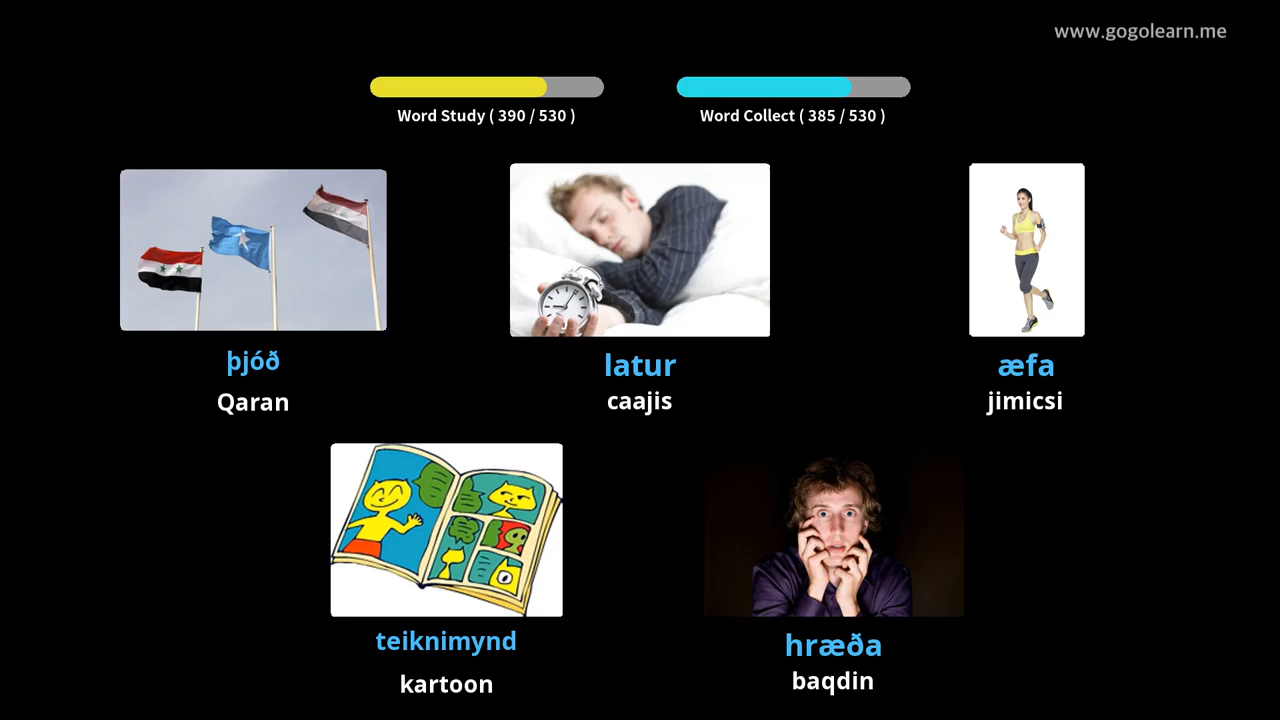 www.gogolearn.me
Word Study ( 390 / 530 )
Word Collect ( 385 / 530 )
þjóð
Qaran
latur
caajis
æfa
jimicsi
teiknimynd
kartoon
hræða
baqdin